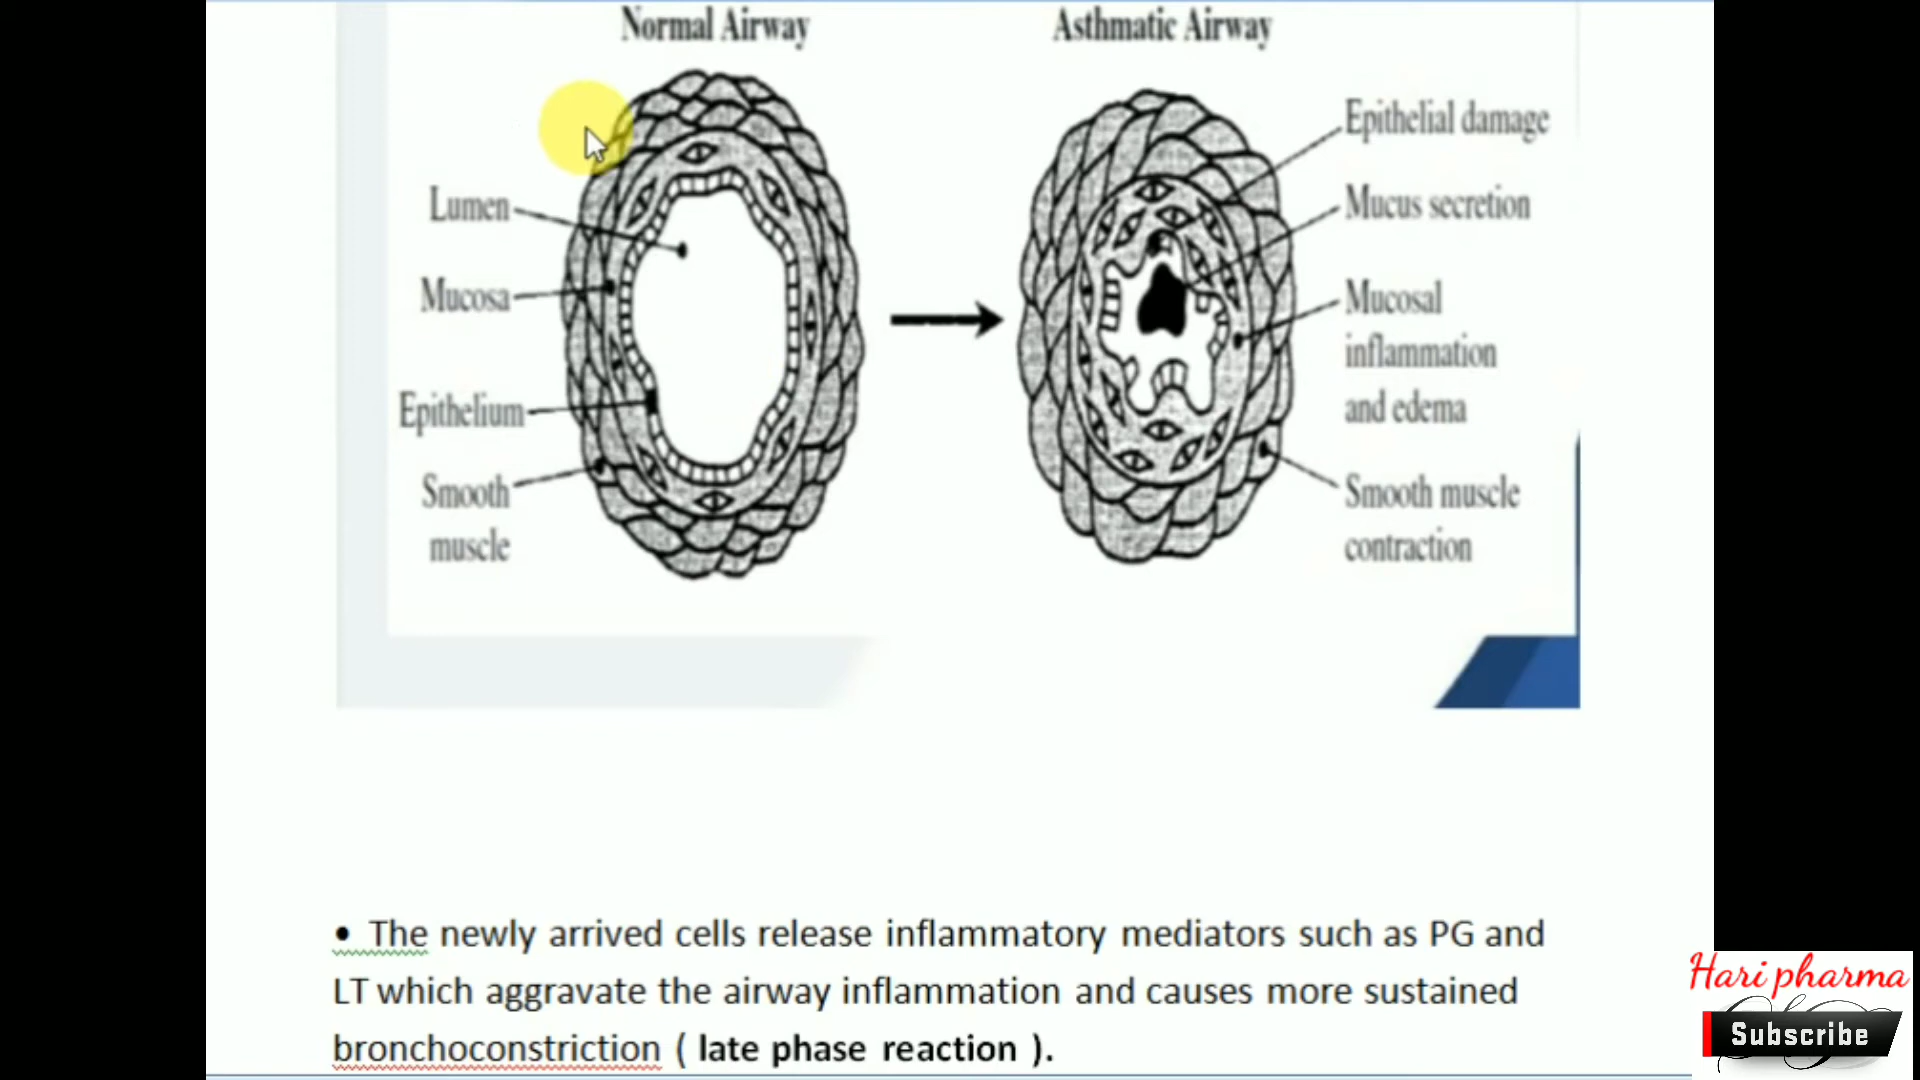 Normal Airway
Asthmatic Airway
Lumen
Mucosa
Epithelium
Smooth
muscle
Epithelial damage
Mucus secretion
Mucosal
inflammation
and edema
Smooth muscle
contraction
• The newly arrived cells release inflammatory mediators such as PG and
LT which aggravate the airway inflammation and causes more sustained
bronchoconstriction ( late phase reaction ).
Hari pharma
Subscribe